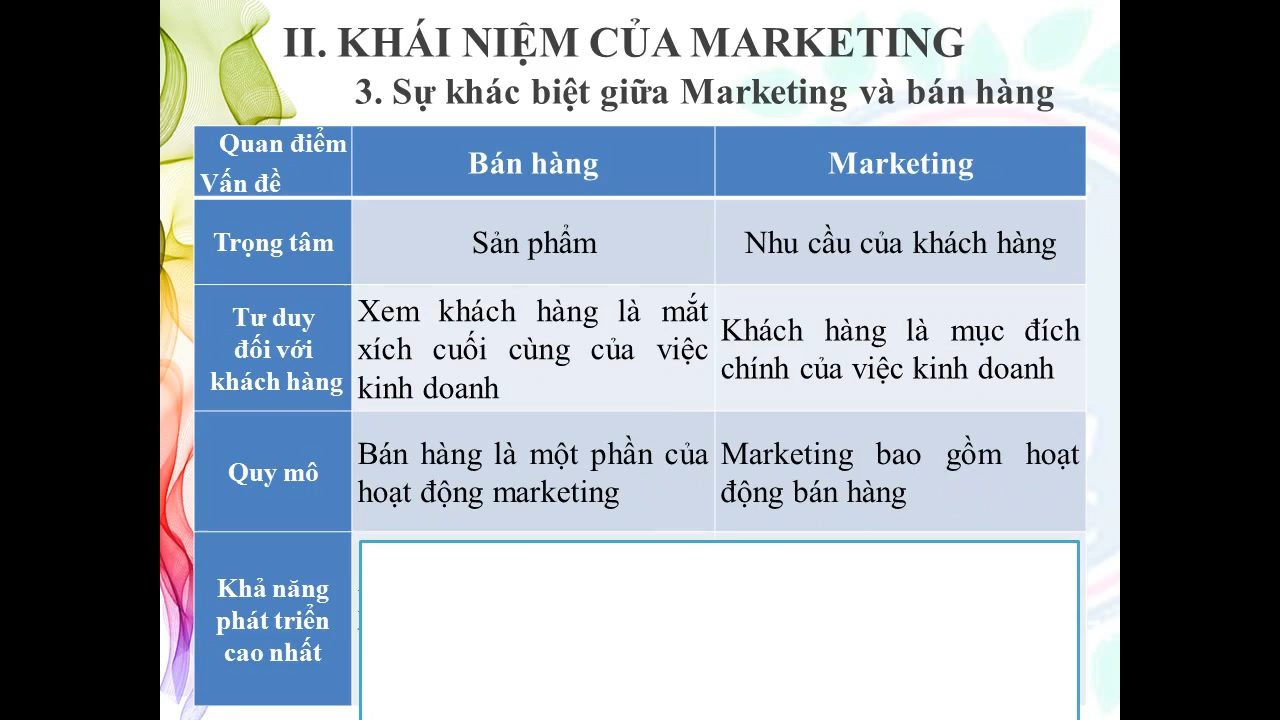 II. KHÁI NIỆM CỦA MARKETING
3. Sự khác biệt giữa Marketing và bán hàng
Quan điểm
Vấn đề
Bán hàng
Marketing
Trọng tâm
Sản phẩm
Nhu cầu của khách hàng
Tư duy
đối với
khách hàng
Xem khách hàng là mắt
xích cuối cùng của việc
kinh doanh
Khách hàng là mục đích
chính của việc kinh doanh
Quy mô
Bán hàng là một phần của
hoạt động marketing
Marketing bao gồm hoạt
động bán hàng
Khả năng
phát triển
cao nhất